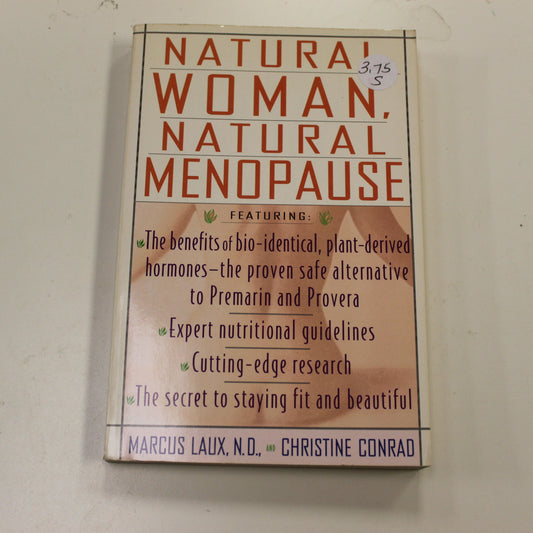 NATURAL
3.75
S
WOMAN,
NATURAL
MENOPAUSE
FEATURING:
The benefits of bio-identical, plant-derived
hormones–the proven safe alternative
to Premarin and Provera
Expert nutritional guidelines
Cutting-edge research
The secret to staying fit and beautiful
MARCUS LAUX, N.D., AND CHRISTINE CONRAD